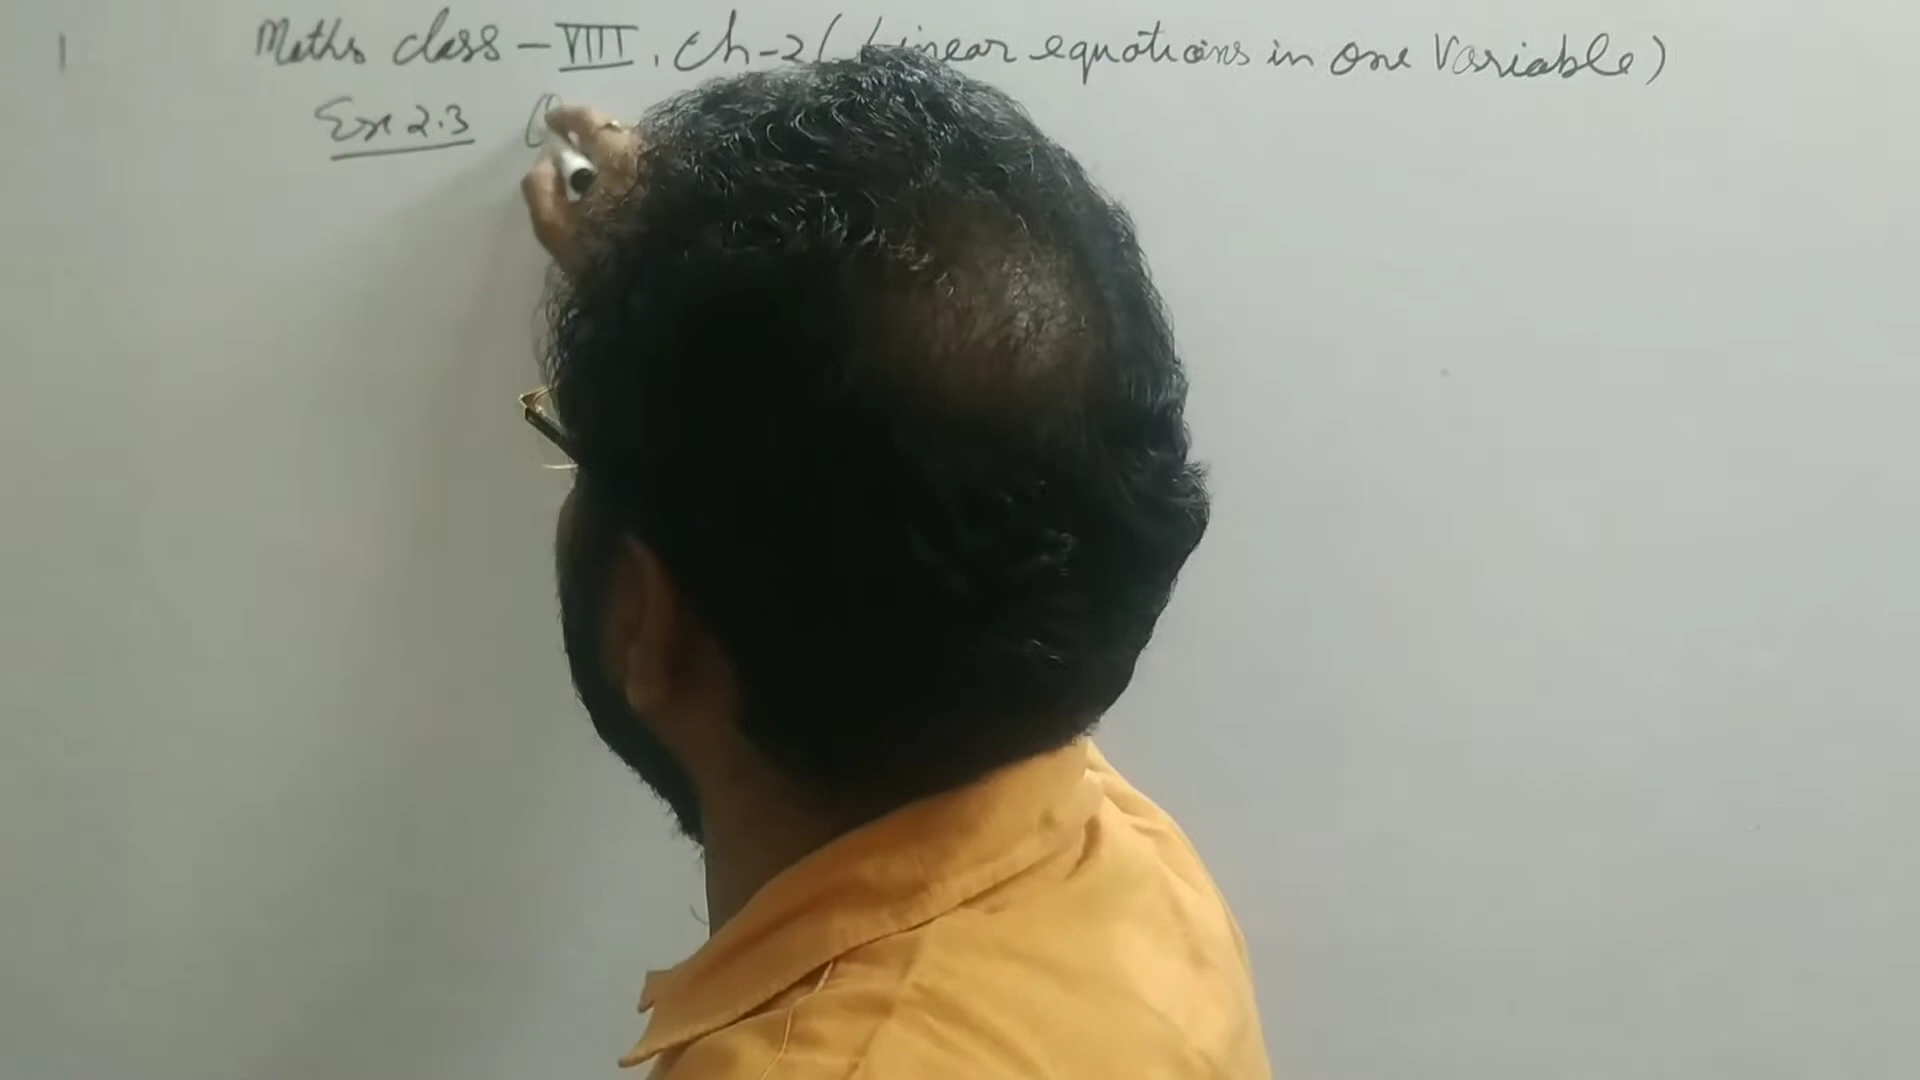 Maths class - VIII, Ch-2 (Linear equations in one Variable)
Ex 2.3